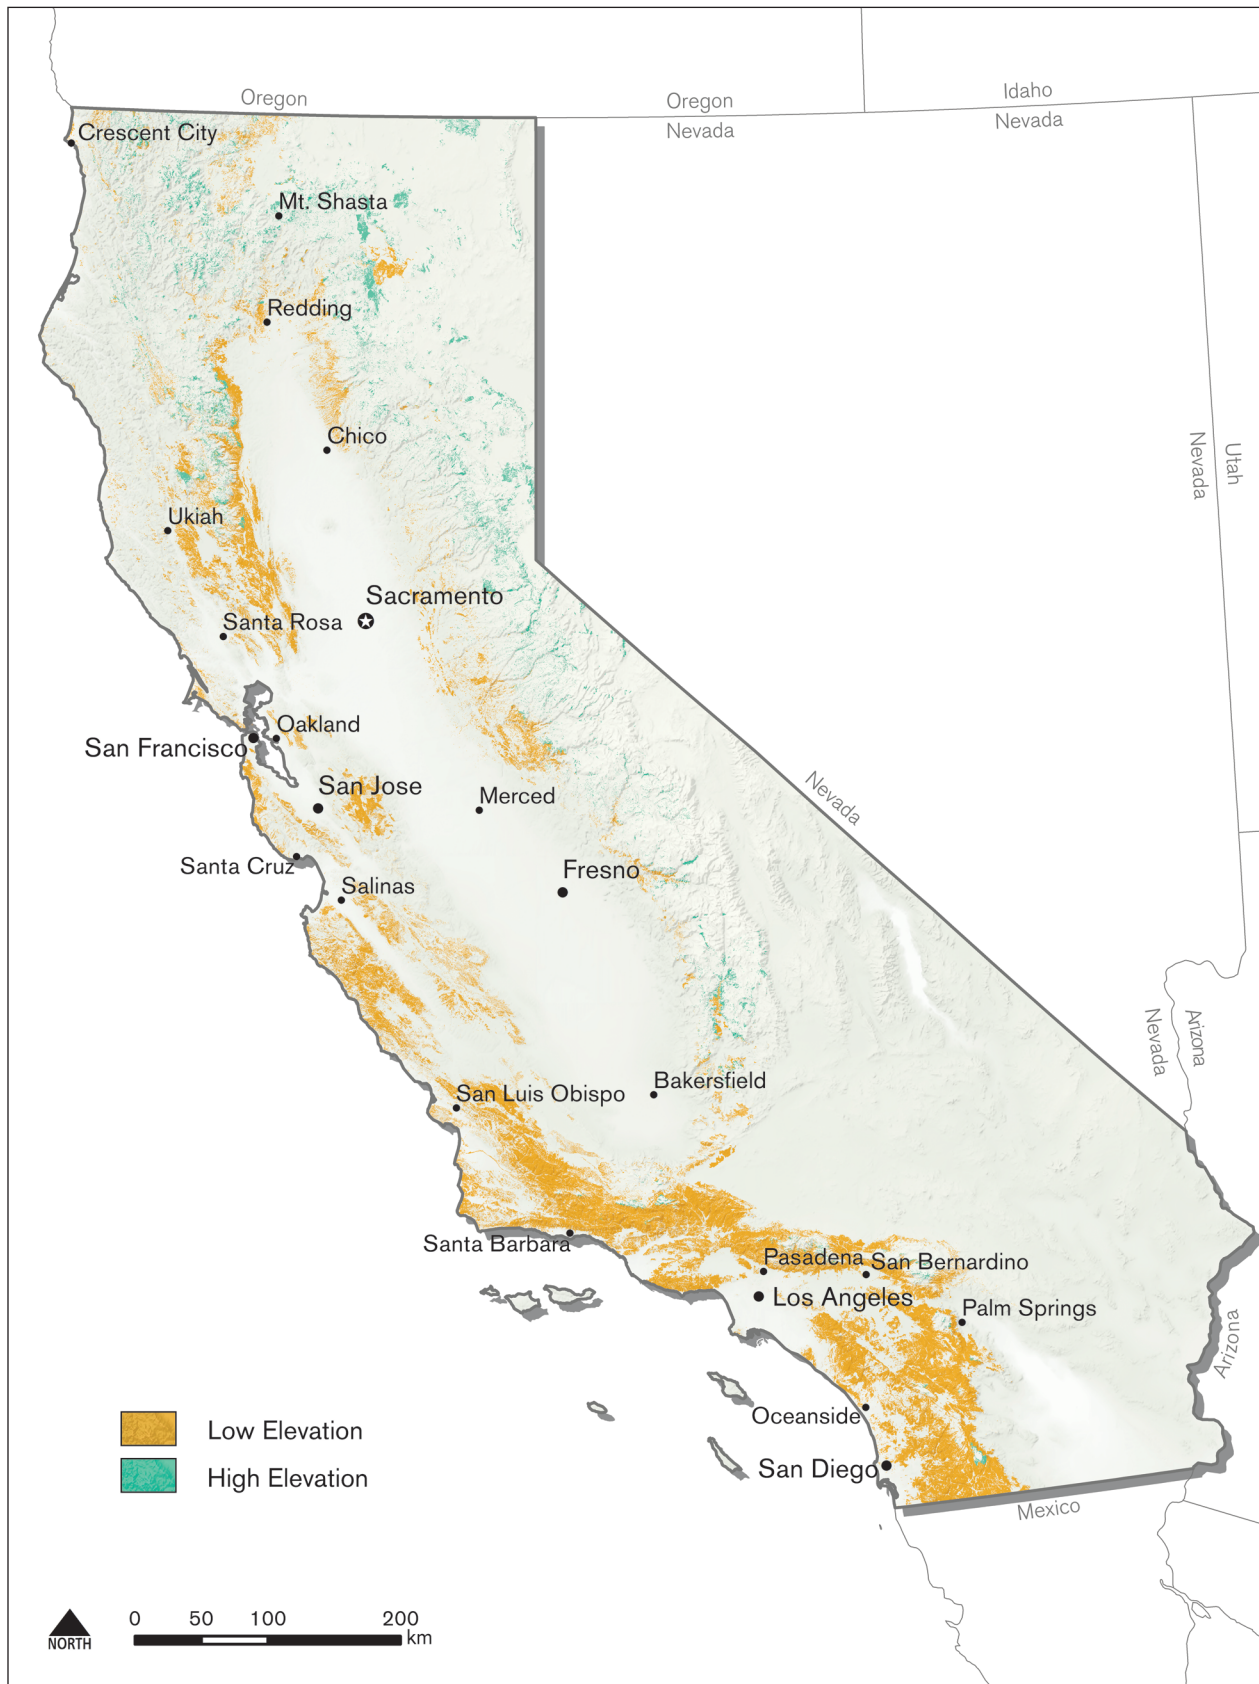 Oregon
Oregon
Idaho
Nevada
Nevada
Crescent City
Mt. Shasta
Redding
Chico
Nevada
Utah
Ukiah
Sacramento
Santa Rosa
Oakland
San Francisco
San Jose
Merced
Nevada
Santa Cruz
Fresno
Salinas
Nevada
Arizona
Bakersfield
San Luis Obispo
Santa Barbara
Pasadena
San Bernardino
Los Angeles
Palm Springs
Arizona
Oceanside
San Diego
Mexico
Low Elevation
High Elevation
NORTH
0 50 100 200
km